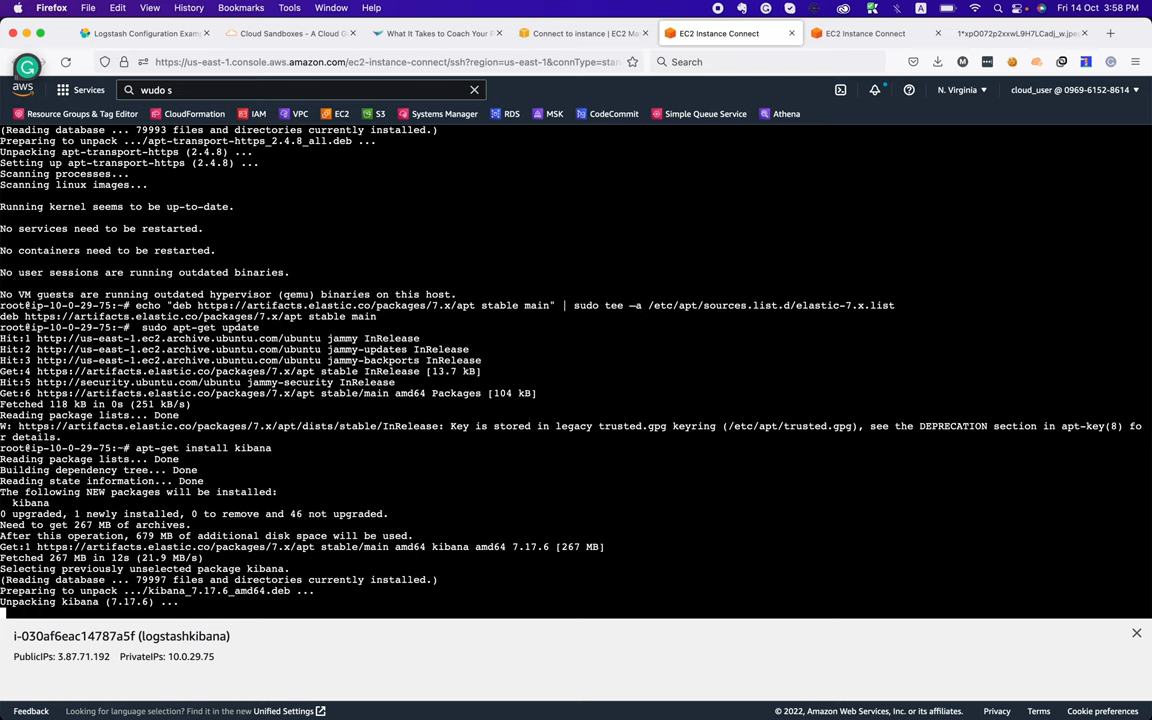 Firefox File Edit View History Bookmarks Tools Window Help A Fri 14 Oct 3:58 PM
Logstash Configuration Exam Cloud Sandboxes - A Cloud G What It Takes to Coach Your P Connect to instance | EC2 Ma EC2 Instance Connect EC2 Instance Connect 1*xpO072p2xxwL9H7LCadj_w.jpe
https://us-east-1.console.aws.amazon.com/ec2-instance-connect/ssh?region=us-east-1&connType=stan Search
aws Services wudo s N. Virginia cloud_user @ 0969-6152-8614
Resource Groups & Tag Editor CloudFormation IAM VPC EC2 S3 Systems Manager RDS MSK CodeCommit Simple Queue Service Athena
(Reading database ... 79993 files and directories currently installed.)
Preparing to unpack .../apt-transport-https_2.4.8_all.deb ...
Unpacking apt-transport-https (2.4.8) ...
Setting up apt-transport-https (2.4.8) ...
Scanning processes...
Scanning linux images...
Running kernel seems to be up-to-date.
No services need to be restarted.
No containers need to be restarted.
No user sessions are running outdated binaries.
No VM guests are running outdated hypervisor (qemu) binaries on this host.
root@ip-10-0-29-75:~# echo "deb https://artifacts.elastic.co/packages/7.x/apt stable main" | sudo tee –a /etc/apt/sources.list.d/elastic-7.x.list
deb https://artifacts.elastic.co/packages/7.x/apt stable main
root@ip-10-0-29-75:~#  sudo apt-get update
Hit:1 http://us-east-1.ec2.archive.ubuntu.com/ubuntu jammy InRelease
Hit:2 http://us-east-1.ec2.archive.ubuntu.com/ubuntu jammy-updates InRelease
Hit:3 http://us-east-1.ec2.archive.ubuntu.com/ubuntu jammy-backports InRelease
Get:4 https://artifacts.elastic.co/packages/7.x/apt stable InRelease [13.7 kB]
Hit:5 http://security.ubuntu.com/ubuntu jammy-security InRelease
Get:6 https://artifacts.elastic.co/packages/7.x/apt stable/main amd64 Packages [104 kB]
Fetched 118 kB in 0s (251 kB/s)
Reading package lists... Done
W: https://artifacts.elastic.co/packages/7.x/apt/dists/stable/InRelease: Key is stored in legacy trusted.gpg keyring (/etc/apt/trusted.gpg), see the DEPRECATION section in apt-key(8) fo
r details.
root@ip-10-0-29-75:~# apt-get install kibana
Reading package lists... Done
Building dependency tree... Done
Reading state information... Done
The following NEW packages will be installed:
  kibana
0 upgraded, 1 newly installed, 0 to remove and 46 not upgraded.
Need to get 267 MB of archives.
After this operation, 679 MB of additional disk space will be used.
Get:1 https://artifacts.elastic.co/packages/7.x/apt stable/main amd64 kibana amd64 7.17.6 [267 MB]
Fetched 267 MB in 12s (21.9 MB/s)
Selecting previously unselected package kibana.
(Reading database ... 79997 files and directories currently installed.)
Preparing to unpack .../kibana_7.17.6_amd64.deb ...
Unpacking kibana (7.17.6) ...
i-030af6eac14787a5f (logstashkibana)
PublicIPs: 3.87.71.192 PrivateIPs: 10.0.29.75
Feedback Looking for language selection? Find it in the new Unified Settings © 2022, Amazon Web Services, Inc. or its affiliates. Privacy Terms Cookie preferences